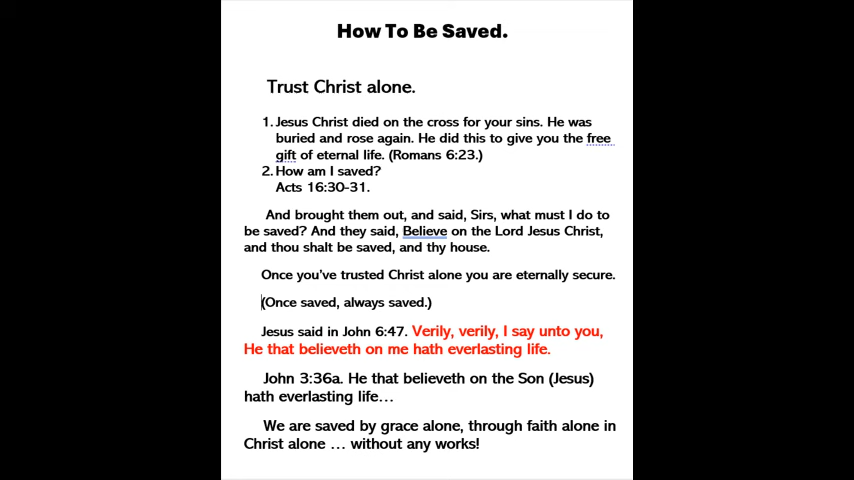 How To Be Saved.
Trust Christ alone.
1. Jesus Christ died on the cross for your sins. He was
buried and rose again. He did this to give you the free
gift of eternal life. (Romans 6:23.)
2. How am I saved?
Acts 16:30-31.
And brought them out, and said, Sirs, what must I do to
be saved? And they said, Believe on the Lord Jesus Christ,
and thou shalt be saved, and thy house.
Once you’ve trusted Christ alone you are eternally secure.
(Once saved, always saved.)
Jesus said in John 6:47. Verily, verily, I say unto you,
He that believeth on me hath everlasting life.
John 3:36a. He that believeth on the Son (Jesus)
hath everlasting life…
We are saved by grace alone, through faith alone in
Christ alone … without any works!